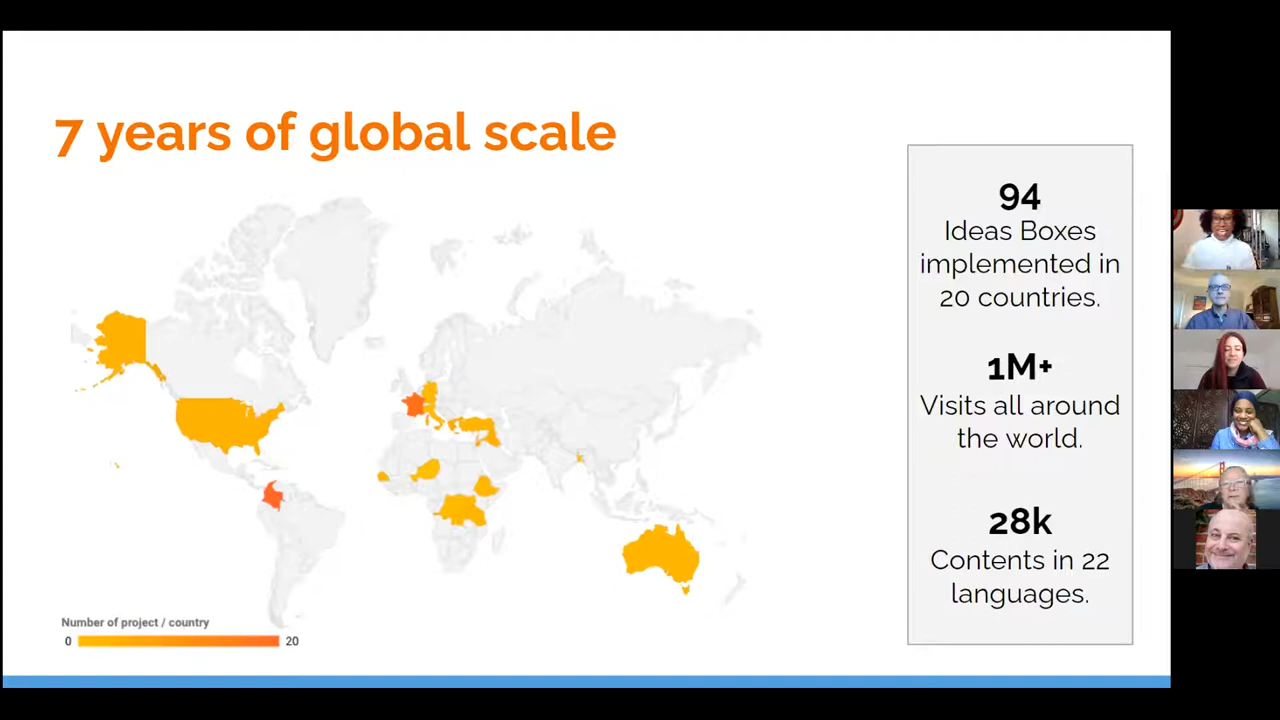 7 years of global scale
94
Ideas Boxes
implemented in
20 countries.
1M+
Visits all around
the world.
28k
Contents in 22
languages.
Number of project / country
0
20